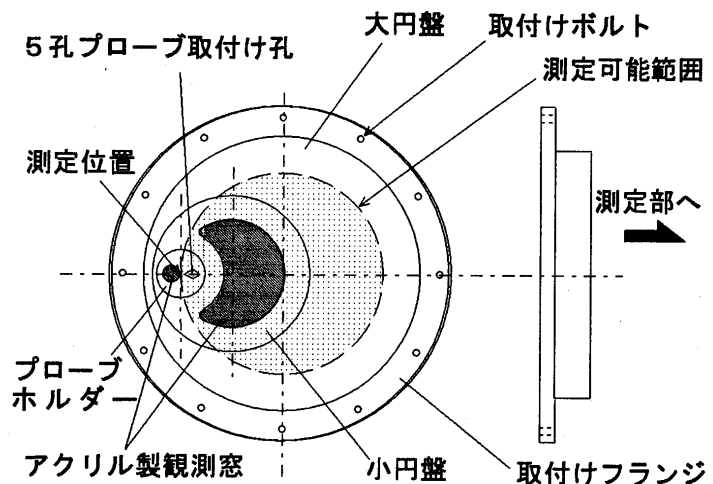 大円盤
取付けボルト
5孔プローブ取付け孔
測定可能範囲
測定位置
測定部へ
プローブ
ホルダー
アクリル製観測窓
小円盤
取付けフランジ